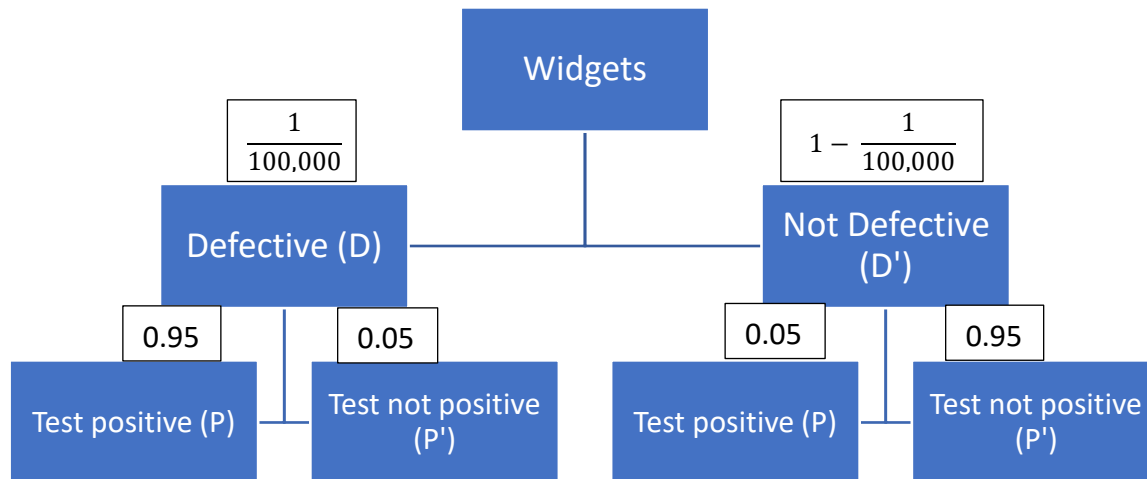 Widgets
1
100,000
1 − 1
100,000
Defective (D)
Not Defective
(D')
0.95
0.05
0.05
0.95
Test positive (P)
Test not positive
(P')
Test positive (P)
Test not positive
(P')